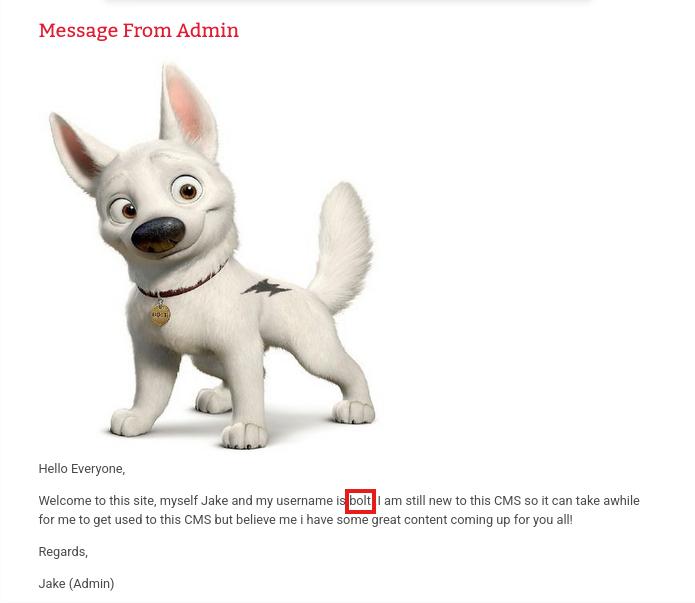 Message From Admin
BOLT
Hello Everyone,
Welcome to this site, myself Jake and my username is bolt. I am still new to this CMS so it can take awhile
for me to get used to this CMS but believe me i have some great content coming up for you all!
Regards,
Jake (Admin)